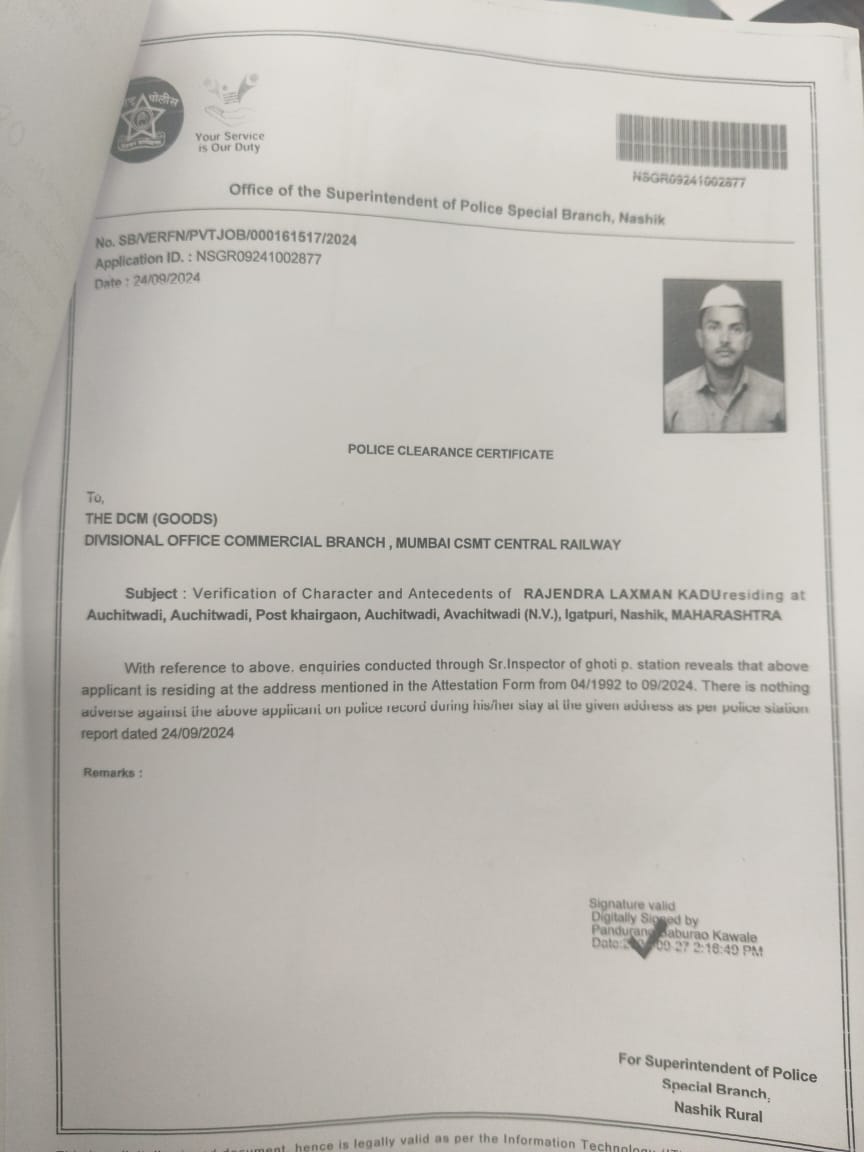 पोलीस
Your Service
is Our Duty
NSGR09241002877
Office of the Superintendent of Police Special Branch, Nashik
No. SB/VERFN/PVTJOB/000161517/2024
Application ID. : NSGR09241002877
Date : 24/09/2024
POLICE CLEARANCE CERTIFICATE
To,
THE DCM (GOODS)
DIVISIONAL OFFICE COMMERCIAL BRANCH , MUMBAI CSMT CENTRAL RAILWAY
Subject : Verification of Character and Antecedents of RAJENDRA LAXMAN KADUresiding at
Auchitwadi, Auchitwadi, Post khairgaon, Auchitwadi, Avachitwadi (N.V.), Igatpuri, Nashik, MAHARASHTRA
With reference to above. enquiries conducted through Sr.Inspector of ghoti p. station reveals that above
applicant is residing at the address mentioned in the Attestation Form from 04/1992 to 09/2024. There is nothing
adverse against the above applicant on police record during his/her stay at the given address as per police station
report dated 24/09/2024
Remarks :
Signature valid
Digitally Signed by
Pandurang Baburao Kawale
Date: 09-27 2:16:49 PM
For Superintendent of Police
Special Branch,
Nashik Rural
document, hence is legally valid as per the Information Technology